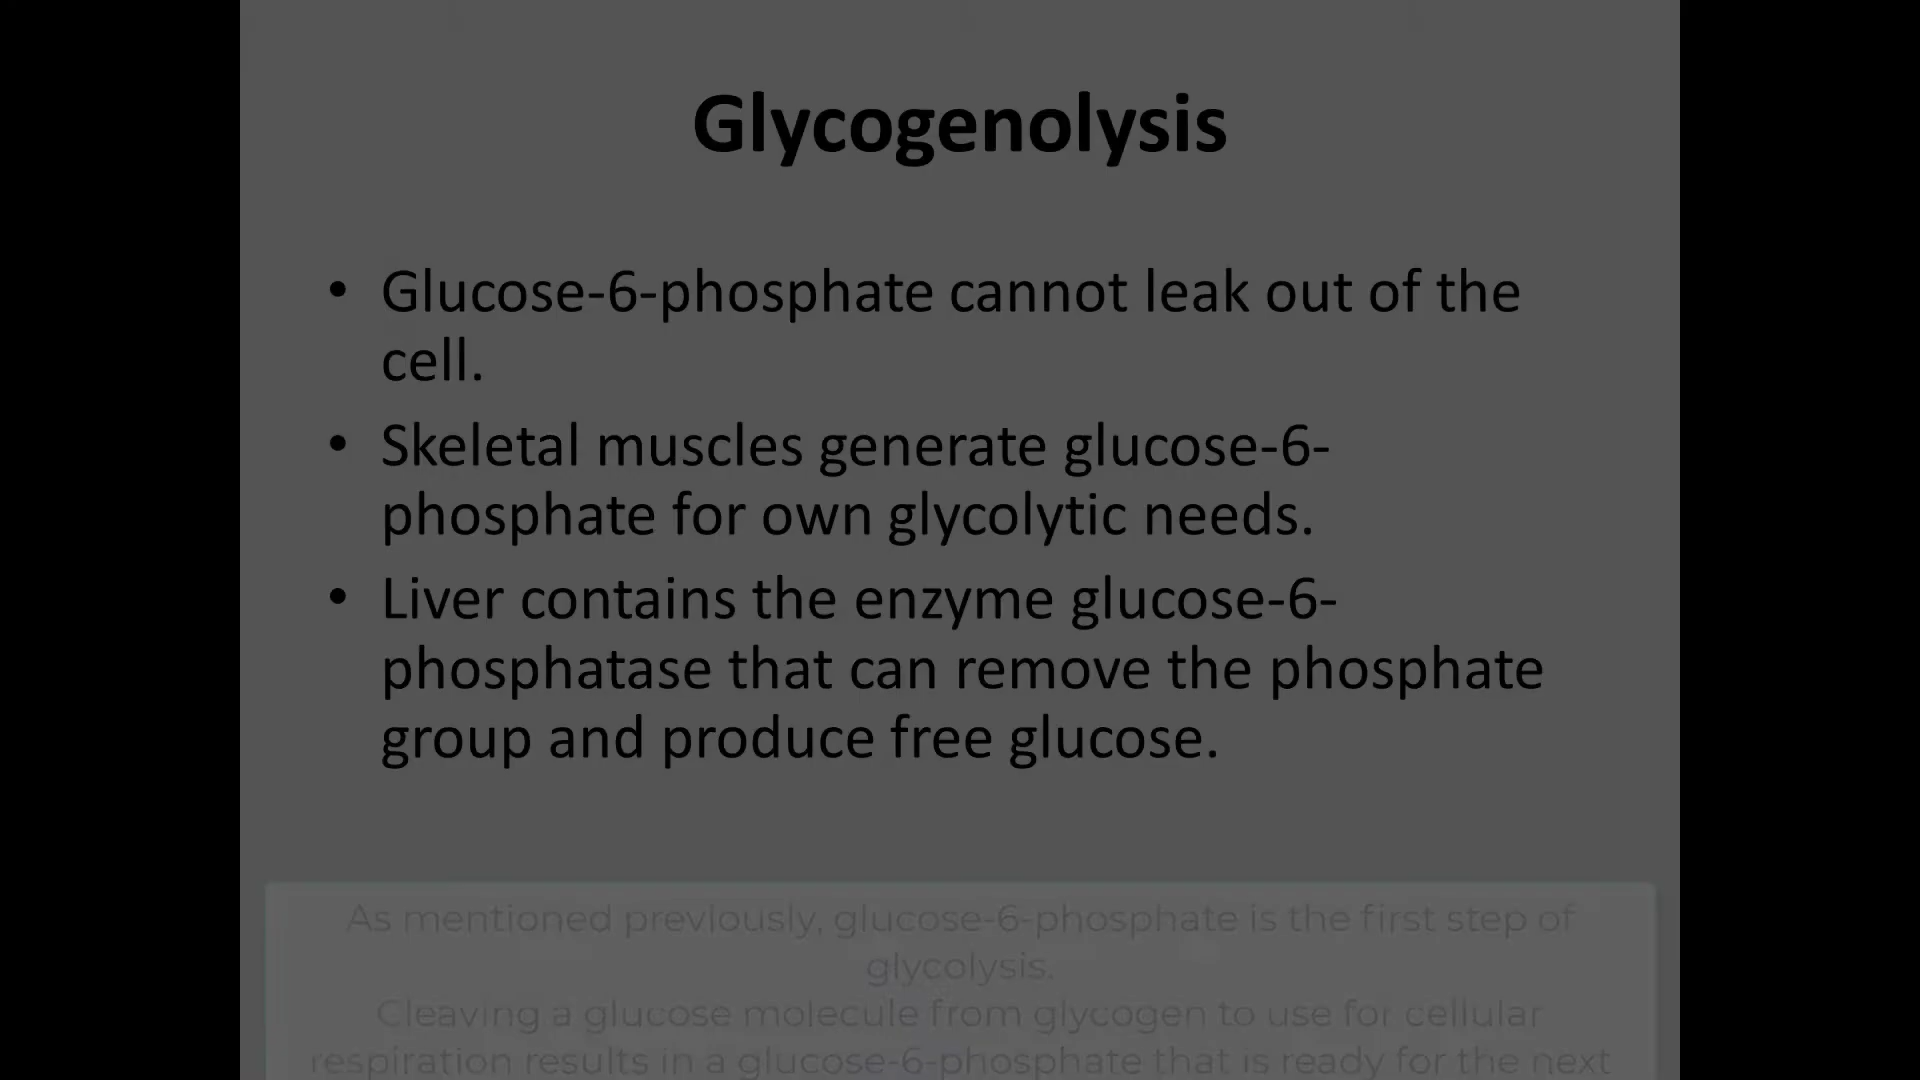 Glycogenolysis
• Glucose-6-phosphate cannot leak out of the
cell.
• Skeletal muscles generate glucose-6-
phosphate for own glycolytic needs.
• Liver contains the enzyme glucose-6-
phosphatase that can remove the phosphate
group and produce free glucose.
As mentioned previously, glucose-6-phosphate is the first step of
glycolysis.
Cleaving a glucose molecule from glycogen to use for cellular
respiration results in a glucose-6-phosphate that is ready for the next